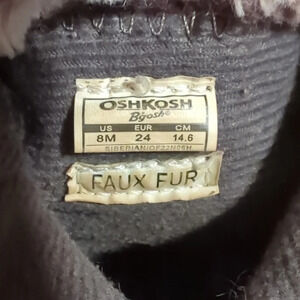 OSHKOSH
B'gosh®
US EUR CM
8M 24 14.6
SIBERIAN/OF22N06H
FAUX FUR